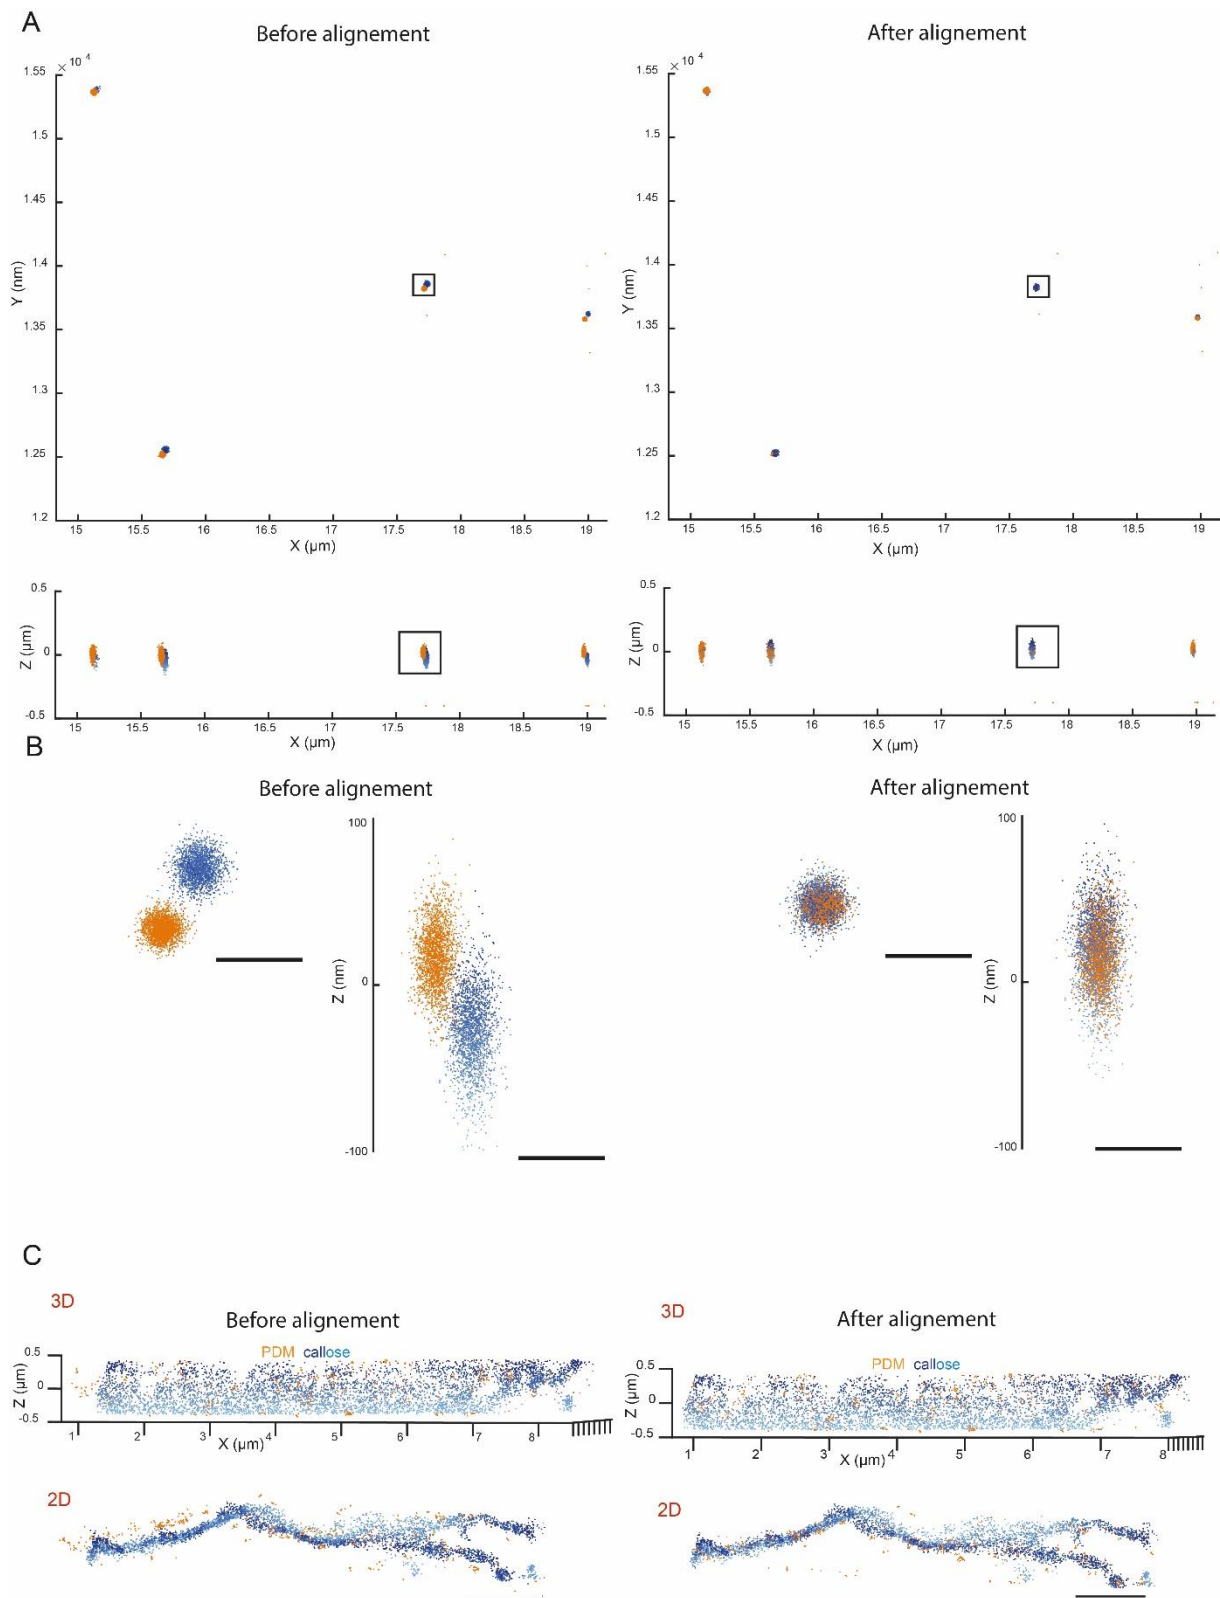 A
Before alignement
After alignement
×10 4
1.55
1.5
1.45
1.4
1.35
1.3
1.25
1.2
Y (nm)
15 15.5 16 16.5 17 17.5 18 18.5 19
X (µm)
×10 4
1.55
1.5
1.45
1.4
1.35
1.3
1.25
1.2
Y (nm)
15 15.5 16 16.5 17 17.5 18 18.5 19
X (µm)
0.5
0
-0.5
Z (µm)
15 15.5 16 16.5 17 17.5 18 18.5 19
X (µm)
0.5
0
-0.5
Z (µm)
15 15.5 16 16.5 17 17.5 18 18.5 19
X (µm)
B
Before alignement
After alignement
100
0
-100
Z (nm)
100
0
-100
Z (nm)
C
3D
Before alignement
PDM callose
0.5
0
-0.5
Z (µm)
1 2 3 4 5 6 7 8
X (µm)
3D
After alignement
PDM callose
0.5
0
-0.5
Z (µm)
1 2 3 4 5 6 7 8
X (µm)
2D
2D